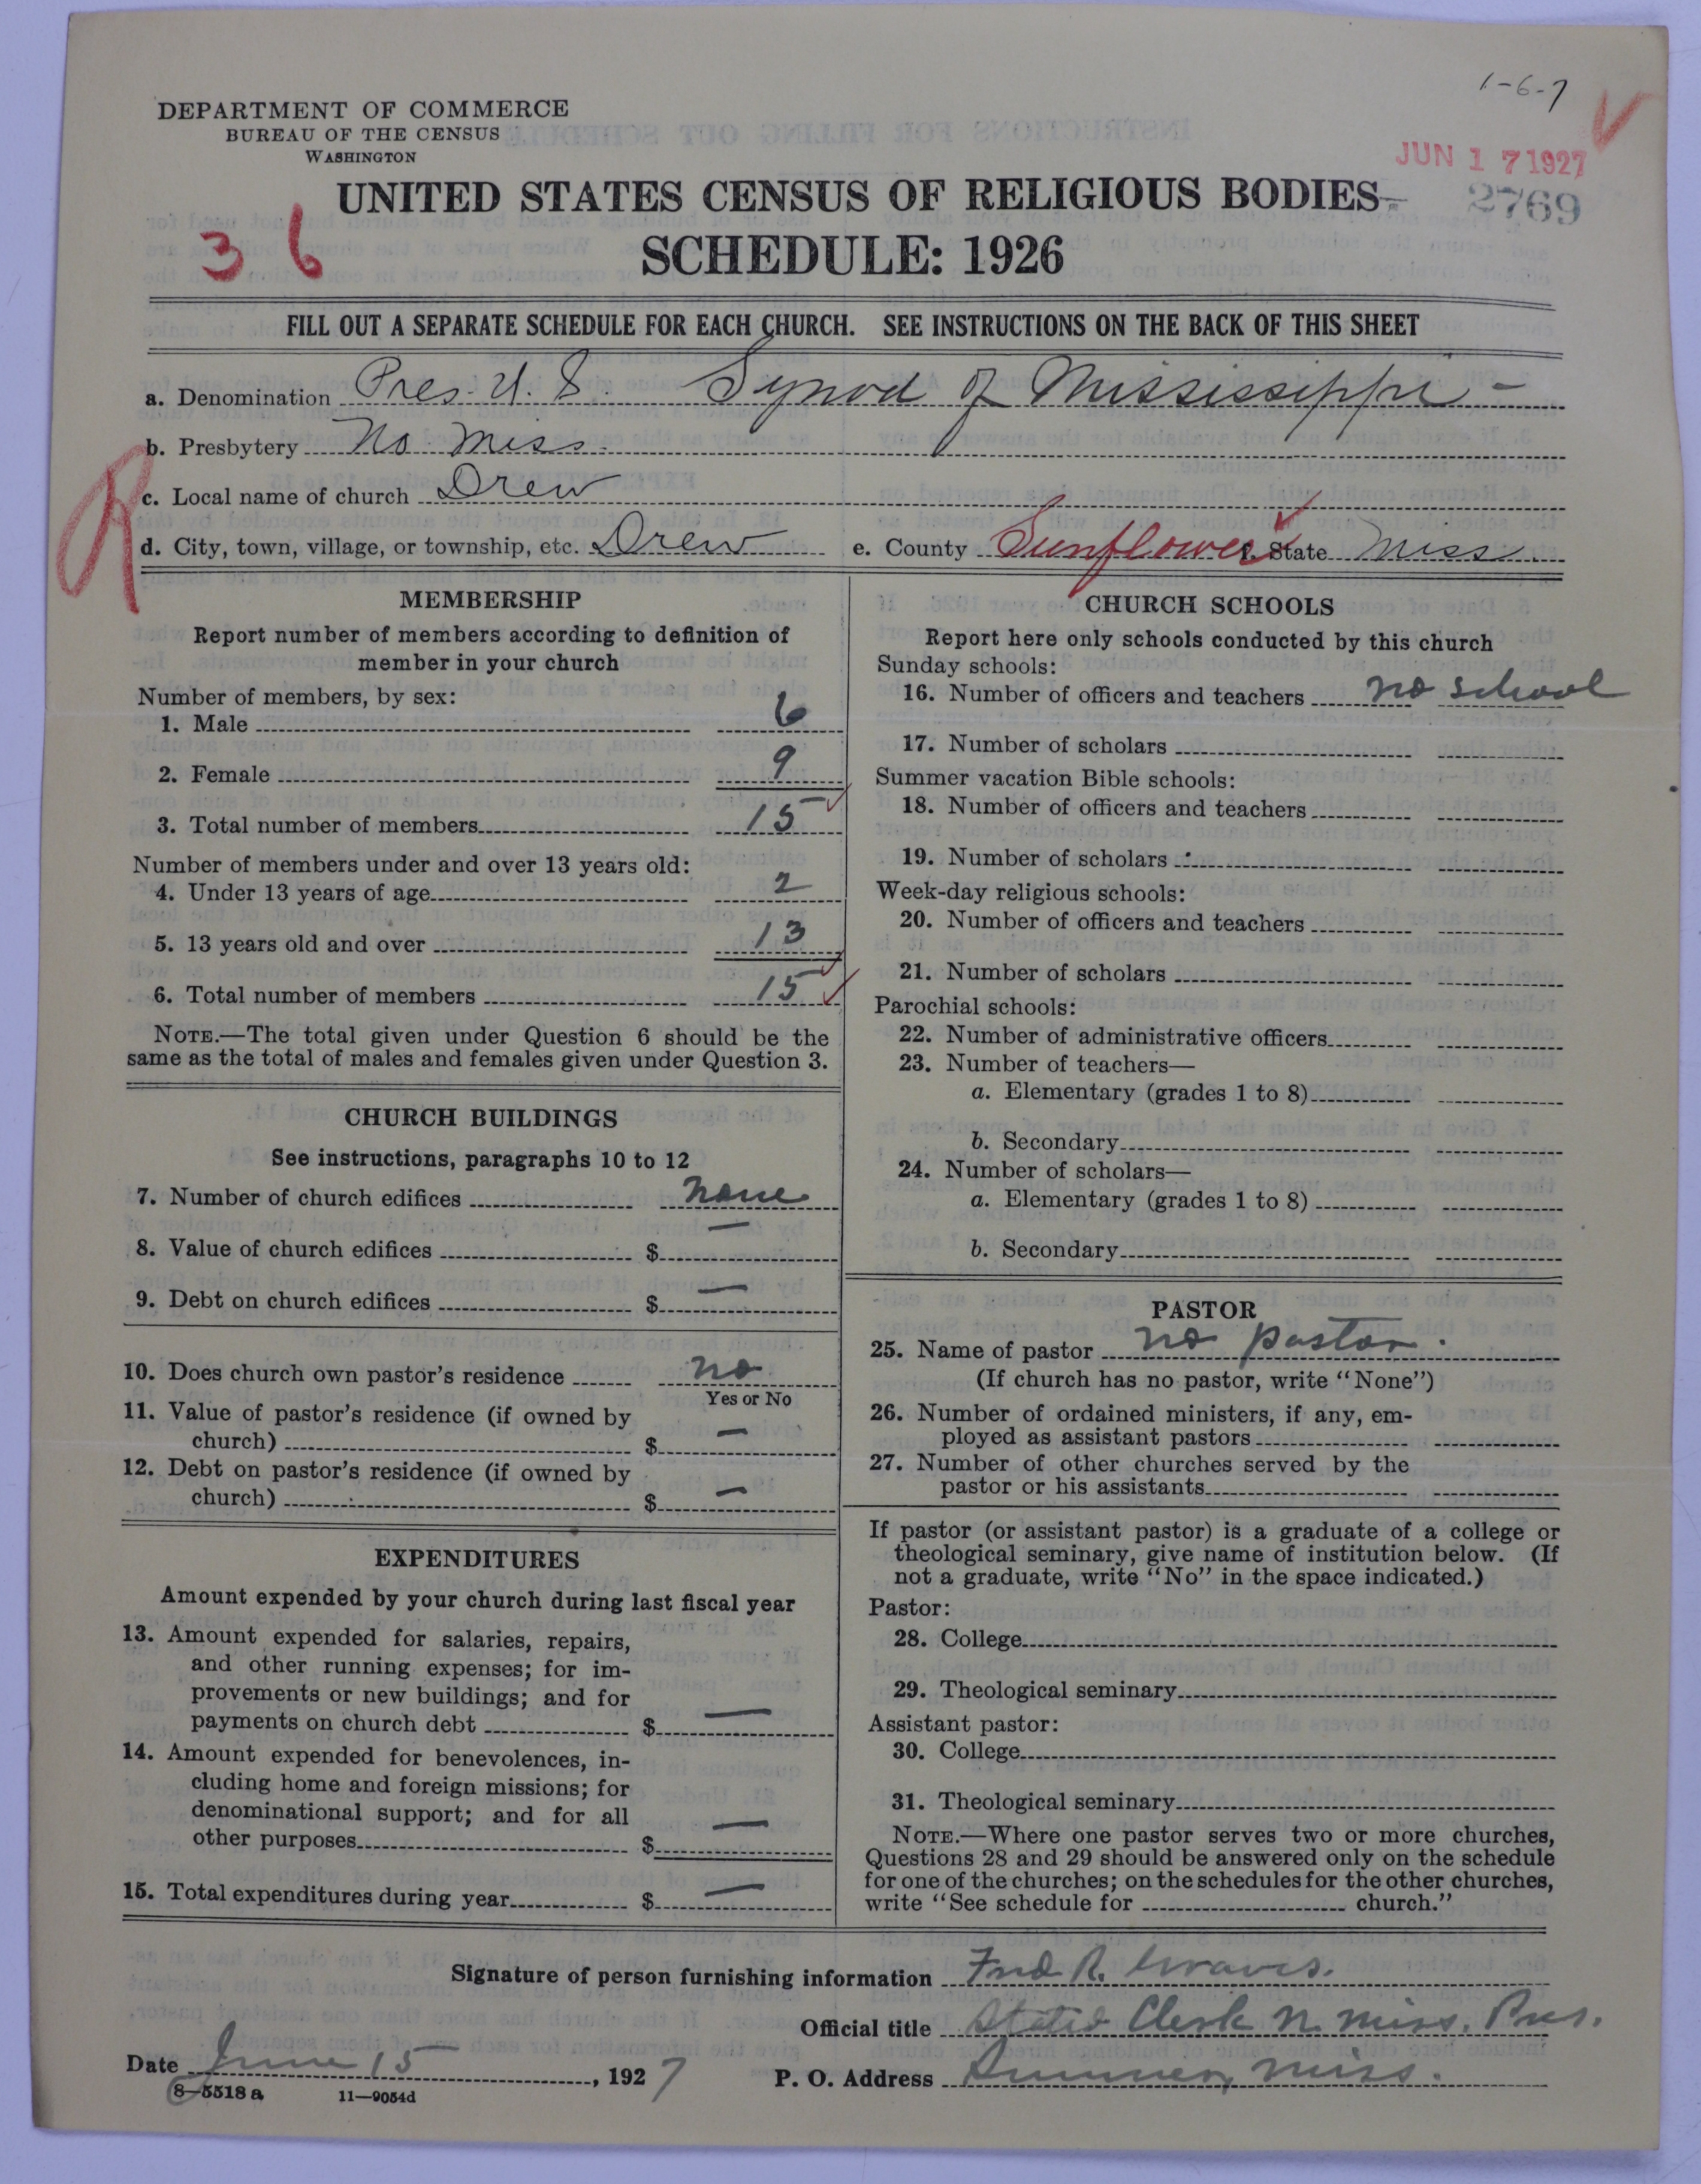 1-6-7
DEPARTMENT OF COMMERCE
BUREAU OF THE CENSUS
WASHINGTON
JUN 17 1927
2769
UNITED STATES CENSUS OF RELIGIOUS BODIES
SCHEDULE: 1926
36
FILL OUT A SEPARATE SCHEDULE FOR EACH CHURCH. SEE INSTRUCTIONS ON THE BACK OF THIS SHEET
a. Denomination Pres. U. S. Synod of Mississippi -
b. Presbytery No Miss.
R
c. Local name of church Drew
d. City, town, village, or township, etc. Drew e. County Sunflower f. State Miss.
MEMBERSHIP
Report number of members according to definition of
member in your church
Number of members, by sex:
1. Male 6
2. Female 9
3. Total number of members 15
Number of members under and over 13 years old:
4. Under 13 years of age 2
5. 13 years old and over 13
6. Total number of members 15
NOTE.—The total given under Question 6 should be the
same as the total of males and females given under Question 3.
CHURCH BUILDINGS
See instructions, paragraphs 10 to 12
7. Number of church edifices none
8. Value of church edifices $ —
9. Debt on church edifices $ —
10. Does church own pastor's residence no
Yes or No
11. Value of pastor's residence (if owned by
church) $ —
12. Debt on pastor's residence (if owned by
church) $ —
EXPENDITURES
Amount expended by your church during last fiscal year
13. Amount expended for salaries, repairs,
and other running expenses; for im-
provements or new buildings; and for
payments on church debt $ —
14. Amount expended for benevolences, in-
cluding home and foreign missions; for
denominational support; and for all
other purposes $ —
15. Total expenditures during year $ —
CHURCH SCHOOLS
Report here only schools conducted by this church
Sunday schools:
16. Number of officers and teachers no school
17. Number of scholars
Summer vacation Bible schools:
18. Number of officers and teachers
19. Number of scholars
Week-day religious schools:
20. Number of officers and teachers
21. Number of scholars
Parochial schools:
22. Number of administrative officers
23. Number of teachers—
a. Elementary (grades 1 to 8)
b. Secondary
24. Number of scholars—
a. Elementary (grades 1 to 8)
b. Secondary
PASTOR
25. Name of pastor no pastor.
(If church has no pastor, write "None")
26. Number of ordained ministers, if any, em-
ployed as assistant pastors
27. Number of other churches served by the
pastor or his assistants
If pastor (or assistant pastor) is a graduate of a college or
theological seminary, give name of institution below. (If
not a graduate, write "No" in the space indicated.)
Pastor:
28. College
29. Theological seminary
Assistant pastor:
30. College
31. Theological seminary
NOTE.—Where one pastor serves two or more churches,
Questions 28 and 29 should be answered only on the schedule
for one of the churches; on the schedules for the other churches,
write "See schedule for church."
Signature of person furnishing information Fred R. Graves.
Official title Stated Clerk N. Miss. Pres.
Date June 15, 1927 P. O. Address Sumner, Miss.
8-5518 a 11-9054d